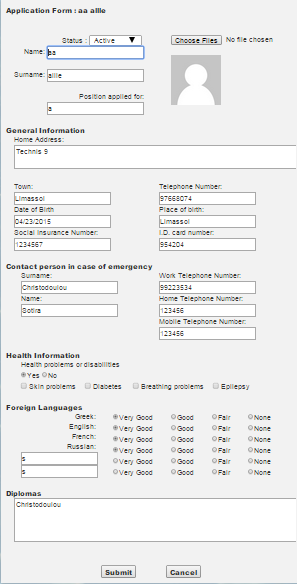 Application Form : aa allle
Status : Active Choose Files No file chosen
Name: aa
Surname: allle
Position applied for:
a
General Information
Home Address:
Technis 9
Town: Telephone Number:
Limassol 97668074
Date of Birth Place of birth:
04/23/2015 Limassol
Social Insurance Number: I.D. card number:
1234567 954204
Contact person in case of emergency
Surname: Work Telephone Number:
Christodoulou 99223534
Name: Home Telephone Number:
Sotira 123456
Mobile Telephone Number:
123456
Health Information
Health problems or disabilities
Yes No
Skin problems Diabetes Breathing problems Epilepsy
Foreign Languages
Greek: Very Good Good Fair None
English: Very Good Good Fair None
French: Very Good Good Fair None
Russian: Very Good Good Fair None
s Very Good Good Fair None
s Very Good Good Fair None
Diplomas
Christodoulou
Submit Cancel